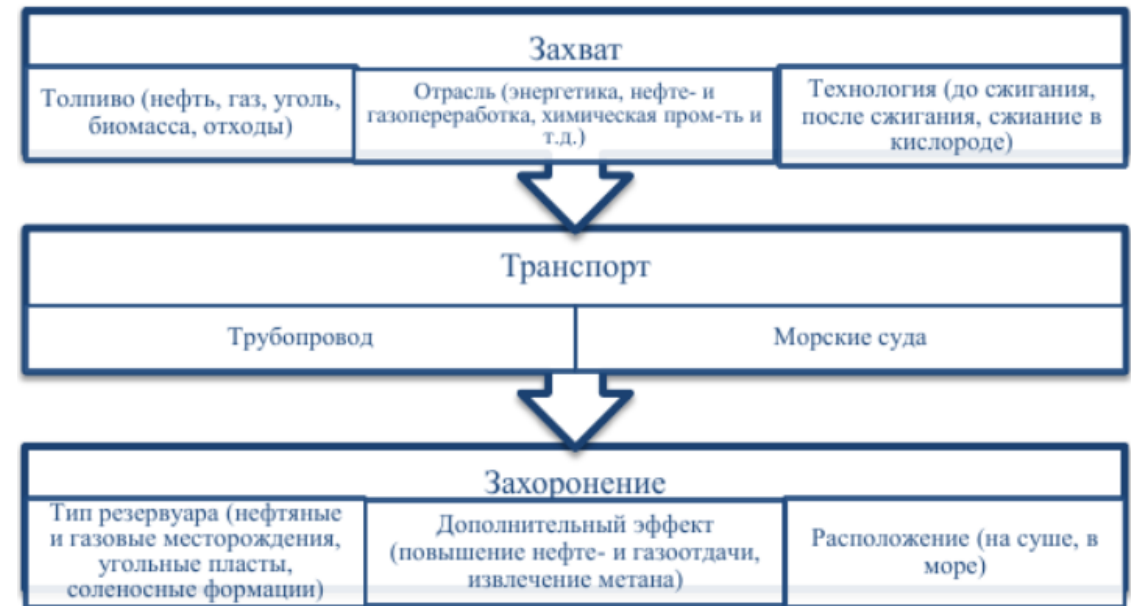 Захват
Толпиво (нефть, газ, уголь,
биомасса, отходы)
Отрасль (энергетика, нефте- и
газопереработка, химическая пром-ть и
т.д.)
Технология (до сжигания,
после сжигания, сжиание в
кислороде)
Транспорт
Трубопровод
Морские суда
Захоронение
Тип резервуара (нефтяные
и газовые месторождения,
угольные пласты,
соленосные формации)
Дополнительный эффект
(повышение нефте- и газоотдачи,
извлечение метана)
Расположение (на суше, в
море)